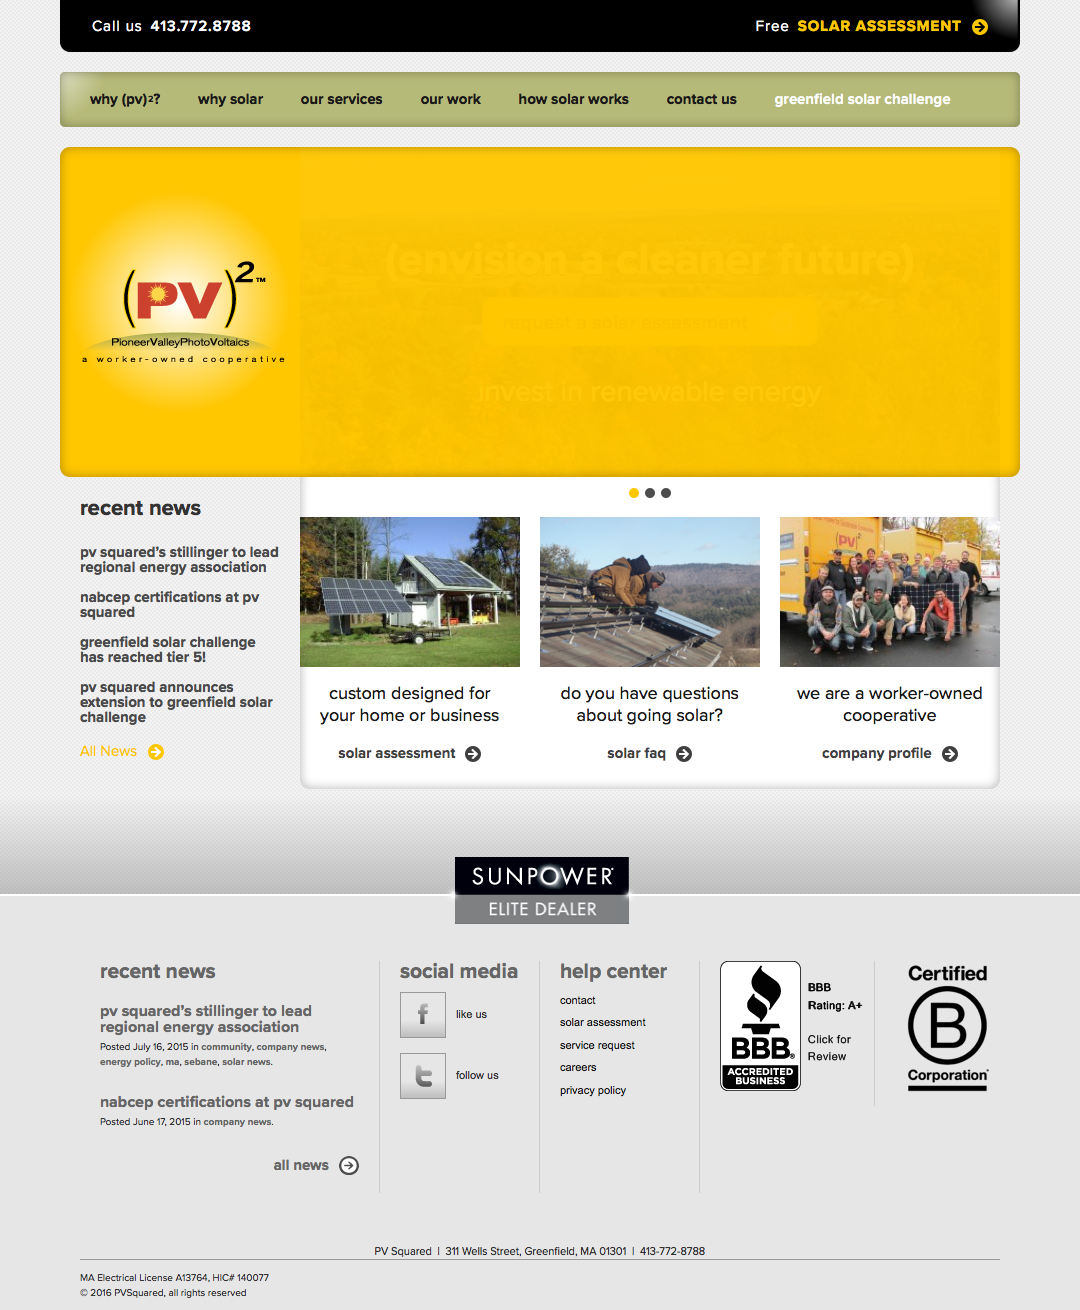 Call us 413.772.8788
Free SOLAR ASSESSMENT
why (pv)²?
why solar
our services
our work
how solar works
contact us
greenfield solar challenge
(PV)²™
PioneerValleyPhotoVoltaics
a worker-owned cooperative
(envision a cleaner future)
request a solar assessment
invest in renewable energy
recent news
pv squared's stillinger to lead
regional energy association
nabcep certifications at pv
squared
greenfield solar challenge
has reached tier 5!
pv squared announces
extension to greenfield solar
challenge
All News
custom designed for
your home or business
solar assessment
do you have questions
about going solar?
solar faq
(PV)²
we are a worker-owned
cooperative
company profile
SUNPOWER
ELITE DEALER
recent news
pv squared's stillinger to lead
regional energy association
Posted July 16, 2015 in community, company news,
energy policy, ma, sebane, solar news.
nabcep certifications at pv squared
Posted June 17, 2015 in company news.
all news
social media
f
like us
t
follow us
help center
contact
solar assessment
service request
careers
privacy policy
BBB®
ACCREDITED
BUSINESS
BBB
Rating: A+
Click for
Review
Certified
B
Corporation
PV Squared | 311 Wells Street, Greenfield, MA 01301 | 413-772-8788
MA Electrical License A13764, HIC# 140077
© 2016 PVSquared, all rights reserved